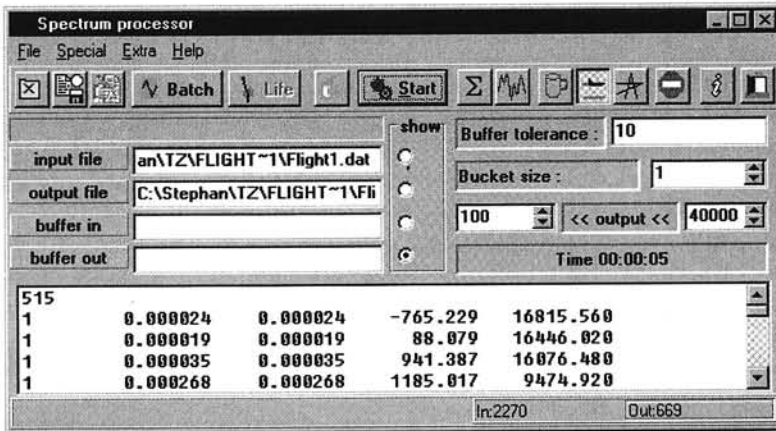 Spectrum processor
File Special Extra Help
Batch Life Start Σ i
show
Buffer tolerance : 10
input file an\TZ\FLIGHT~1\Flight1.dat
Bucket size : 1
output file C:\Stephan\TZ\FLIGHT~1\Fli
buffer in
100 << output << 40000
buffer out
Time 00:00:05
515
1 0.000024 0.000024 -765.229 16815.560
1 0.000019 0.000019 88.079 16446.020
1 0.000035 0.000035 941.387 16076.480
1 0.000268 0.000268 1185.017 9474.920
In:2270 Out:669